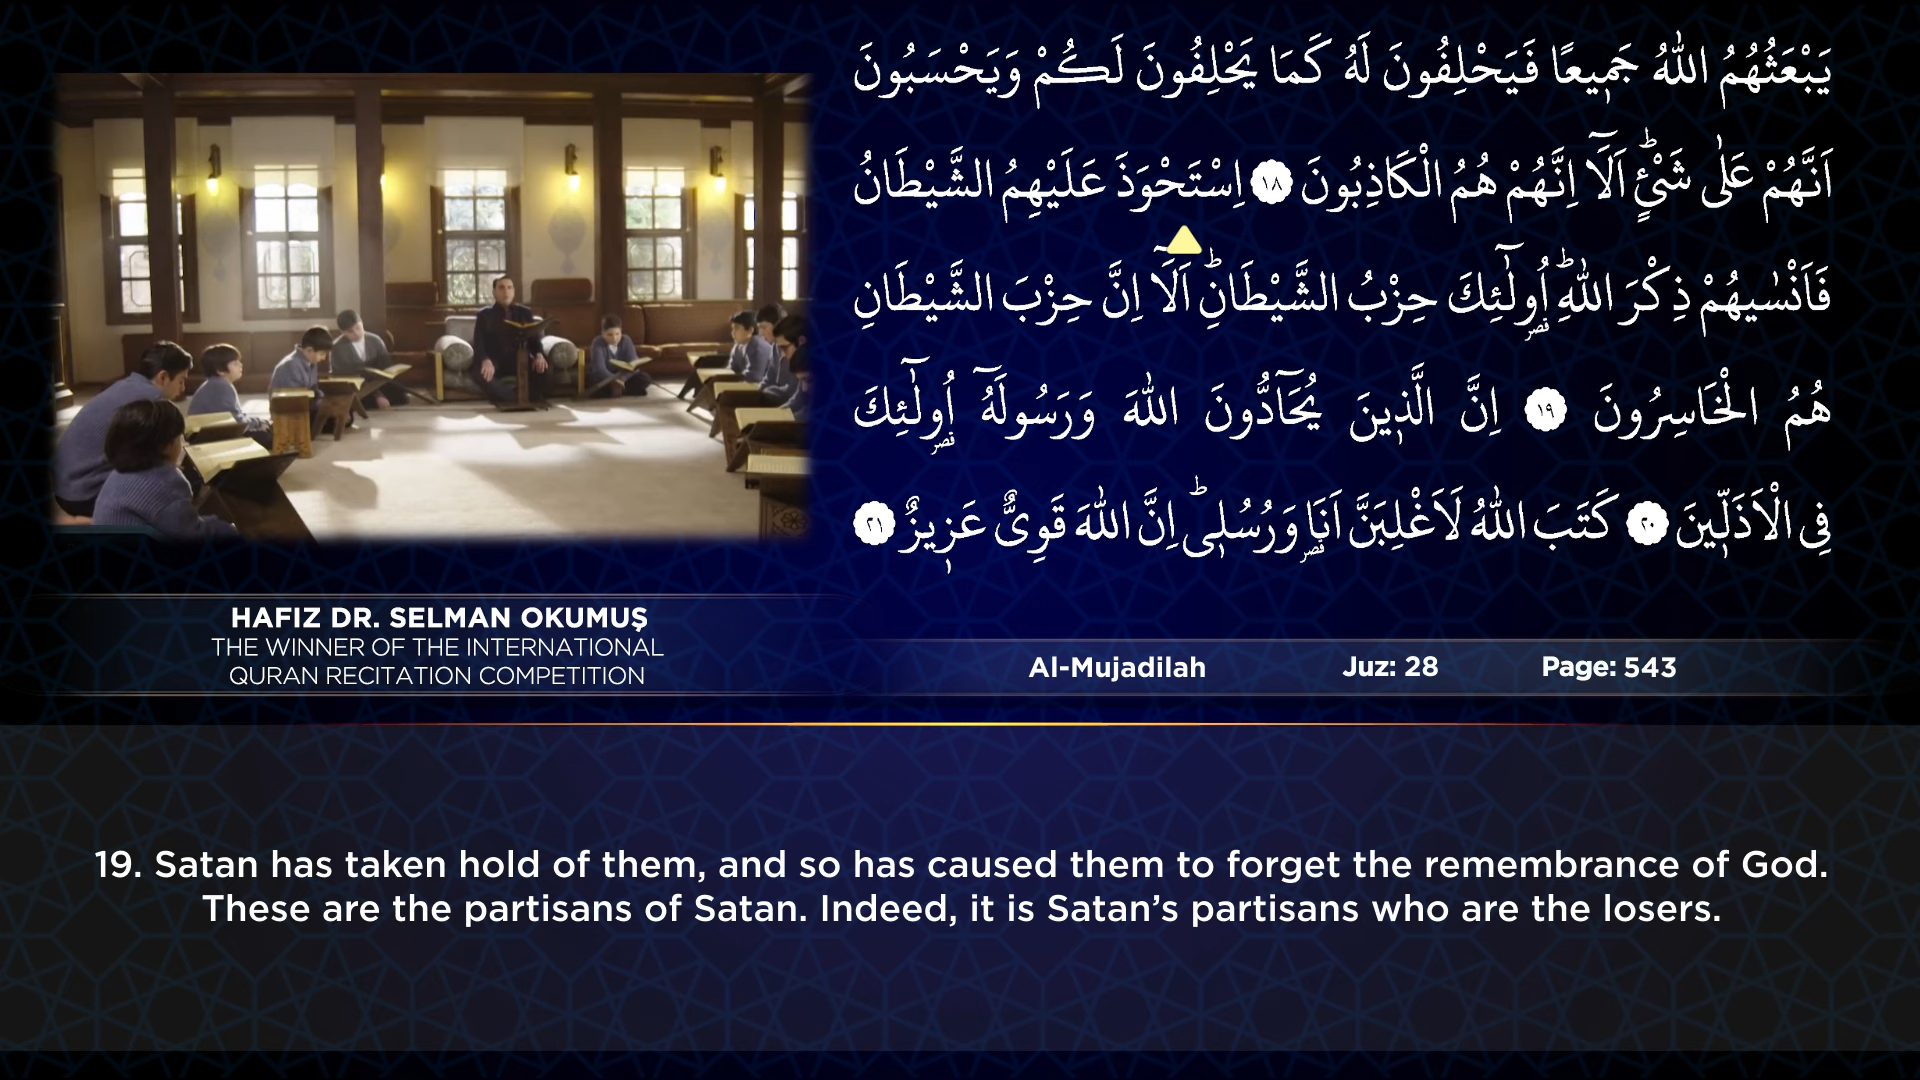 يَبْعَثُهُمُ اللّٰهُ جَمٖيعًا فَيَحْلِفُونَ لَهُ كَمَا يَحْلِفُونَ لَكُمْ وَيَحْسَبُونَ
اَنَّهُمْ عَلٰى شَيْءٍؕ اَلَٓا اِنَّهُمْ هُمُ الْكَاذِبُونَ ١٨ اِسْتَحْوَذَ عَلَيْهِمُ الشَّيْطَانُ
فَاَنْسٰيهُمْ ذِكْرَ اللّٰهِؕ اُو۬لٰٓئِكَ حِزْبُ الشَّيْطَانِؕ اَلَٓا اِنَّ حِزْبَ الشَّيْطَانِ
هُمُ الْخَاسِرُونَ ١٩ اِنَّ الَّذٖينَ يُحَٓادُّونَ اللّٰهَ وَرَسُولَهُٓ اُو۬لٰٓئِكَ
فِى الْاَذَلّٖينَ ٢٠ كَتَبَ اللّٰهُ لَاَغْلِبَنَّ اَنَا۬ وَرُسُلٖىؕ اِنَّ اللّٰهَ قَوِىٌّ عَزٖيزٌ ٢١
HAFIZ DR. SELMAN OKUMUŞ
THE WINNER OF THE INTERNATIONAL
QURAN RECITATION COMPETITION
Al-Mujadilah Juz: 28 Page: 543
19. Satan has taken hold of them, and so has caused them to forget the remembrance of God.
These are the partisans of Satan. Indeed, it is Satan’s partisans who are the losers.